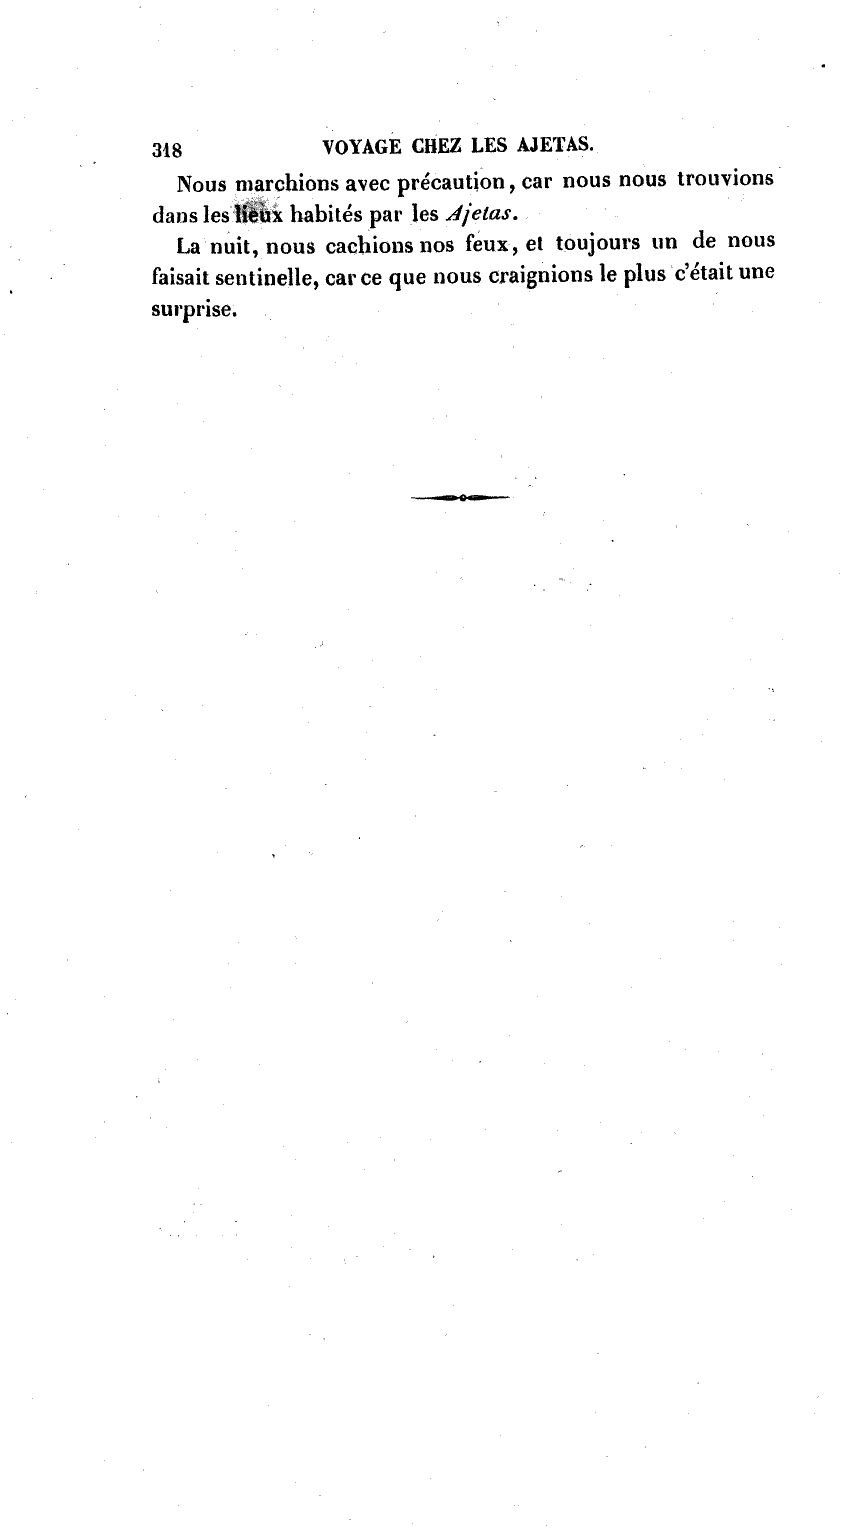 318 VOYAGE CHEZ LES AJETAS.
Nous marchions avec précaution, car nous nous trouvions
dans les lieux habités par les Ajetas.
La nuit, nous cachions nos feux, et toujours un de nous
faisait sentinelle, car ce que nous craignions le plus c'était une
surprise.